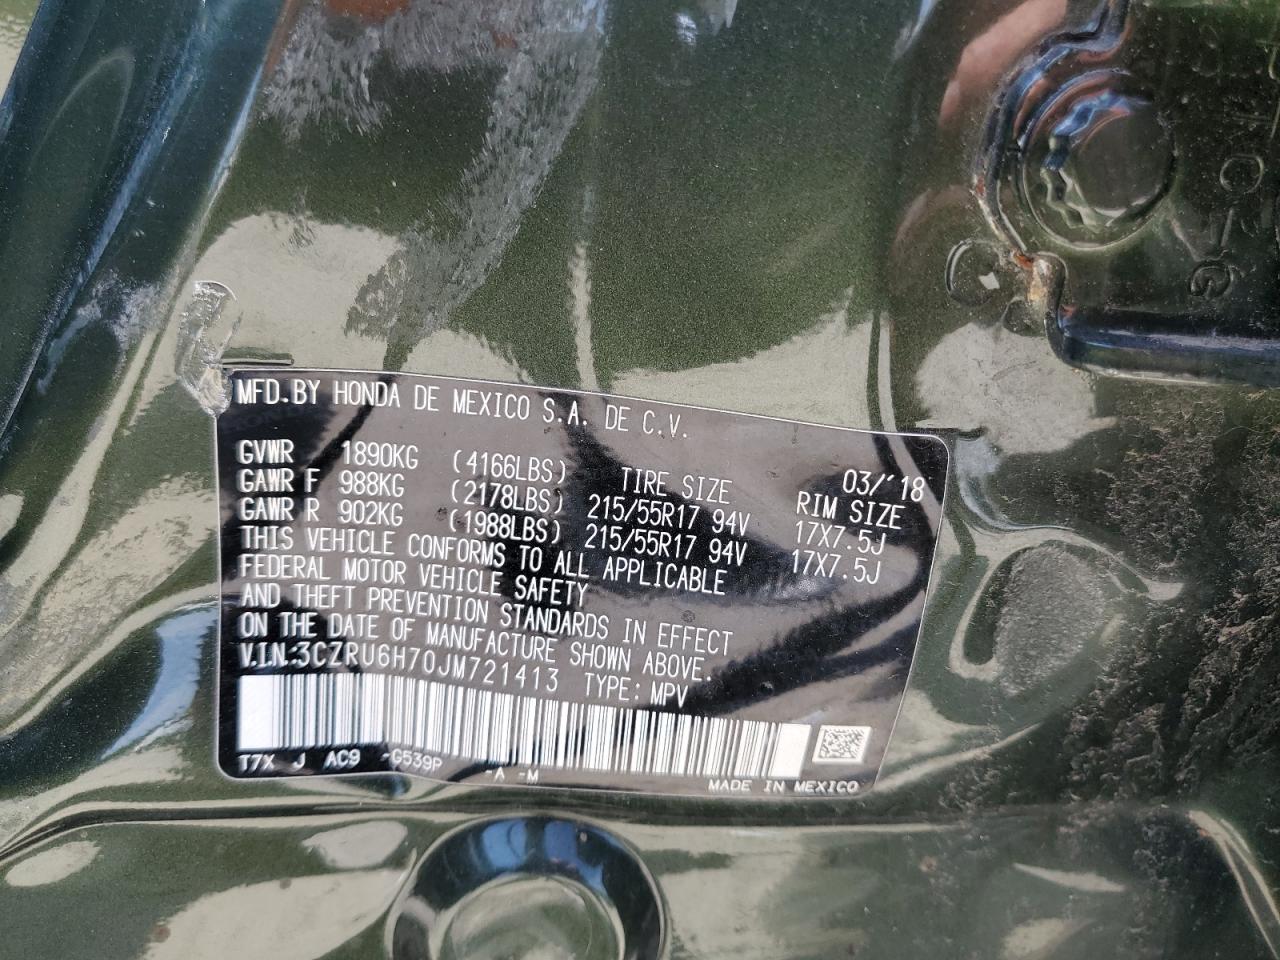 MFD.BY HONDA DE MEXICO S.A. DE C.V.
03/'18
GVWR 1890KG (4166LBS) TIRE SIZE RIM SIZE
GAWR F 988KG (2178LBS) 215/55R17 94V 17X7.5J
GAWR R 902KG (1988LBS) 215/55R17 94V 17X7.5J
THIS VEHICLE CONFORMS TO ALL APPLICABLE
FEDERAL MOTOR VEHICLE SAFETY
AND THEFT PREVENTION STANDARDS IN EFFECT
ON THE DATE OF MANUFACTURE SHOWN ABOVE.
V.I.N:3CZRU6H70JM721413 TYPE: MPV
T7X J AC9 -G539P -A -M
MADE IN MEXICO